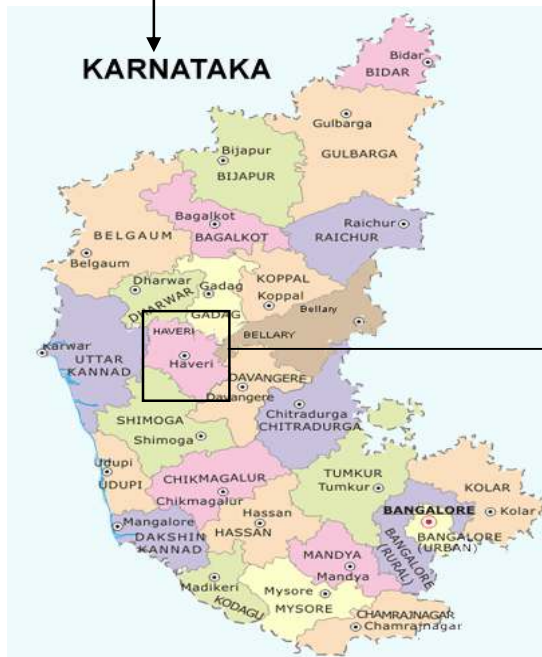 KARNATAKA
Bidar
BIDAR
Gulbarga
GULBARGA
Bijapur
BIJAPUR
Bagalkot
BAGALKOT
Raichur
RAICHUR
BELGAUM
Belgaum
Dharwar
DHARWAR
Gadag
GADAG
KOPPAL
Koppal
Bellary
BELLARY
HAVERI
Haveri
Karwar
UTTAR
KANNAD
DAVANGERE
Davangere
Chitradurga
CHITRADURGA
SHIMOGA
Shimoga
Udupi
UDUPI
CHIKMAGALUR
Chikmagalur
TUMKUR
Tumkur
KOLAR
Kolar
Hassan
HASSAN
BANGALORE
BANGALORE
(URBAN)
BANGALORE
(RURAL)
Mangalore
DAKSHIN
KANNAD
MANDYA
Mandya
Madikeri
KODAGU
Mysore
MYSORE
CHAMRAJNAGAR
Chamrajnagar